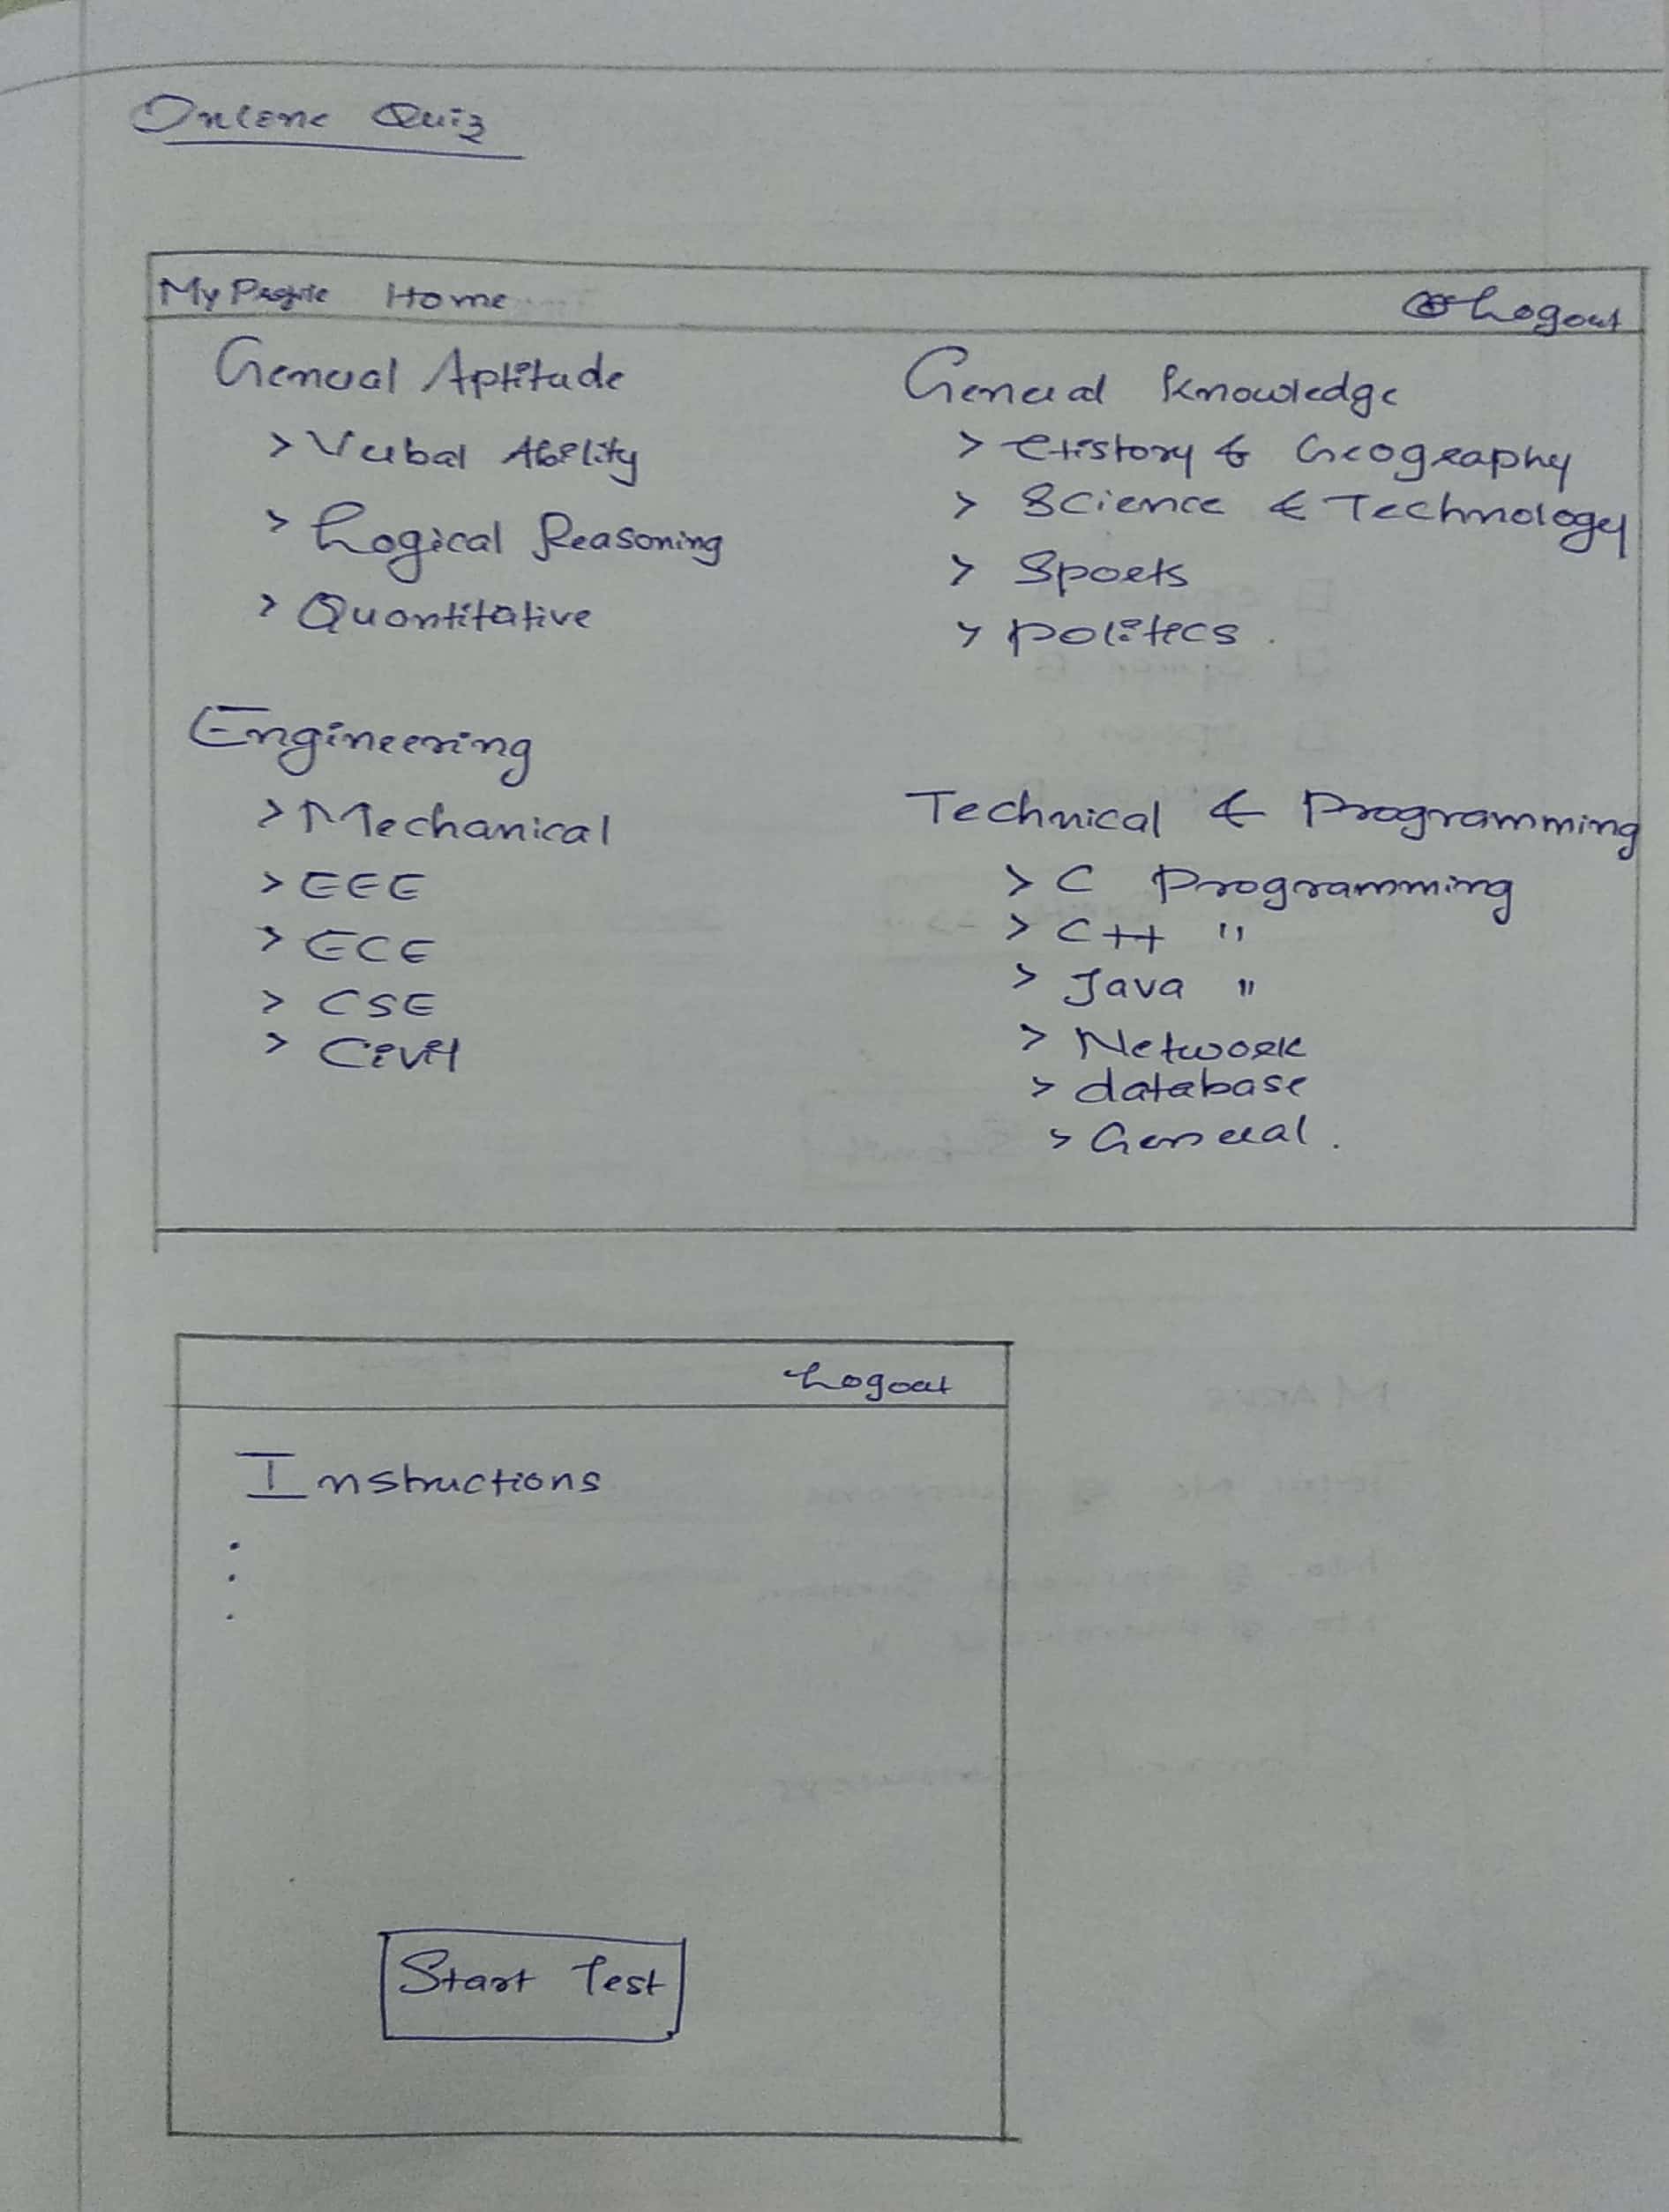 Online Quiz
My Profile Home Logout
General Aptitude
> Verbal Ability
> Logical Reasoning
> Quantitative
General Knowledge
> History & Geography
> Science & Technology
> Sports
> politics.
Engineering
> Mechanical
> EEE
> ECE
> CSE
> Civil
Technical & Programming
> C Programming
> C++ "
> Java "
> Network
> database
> General.
Logout
Instructions
Start Test